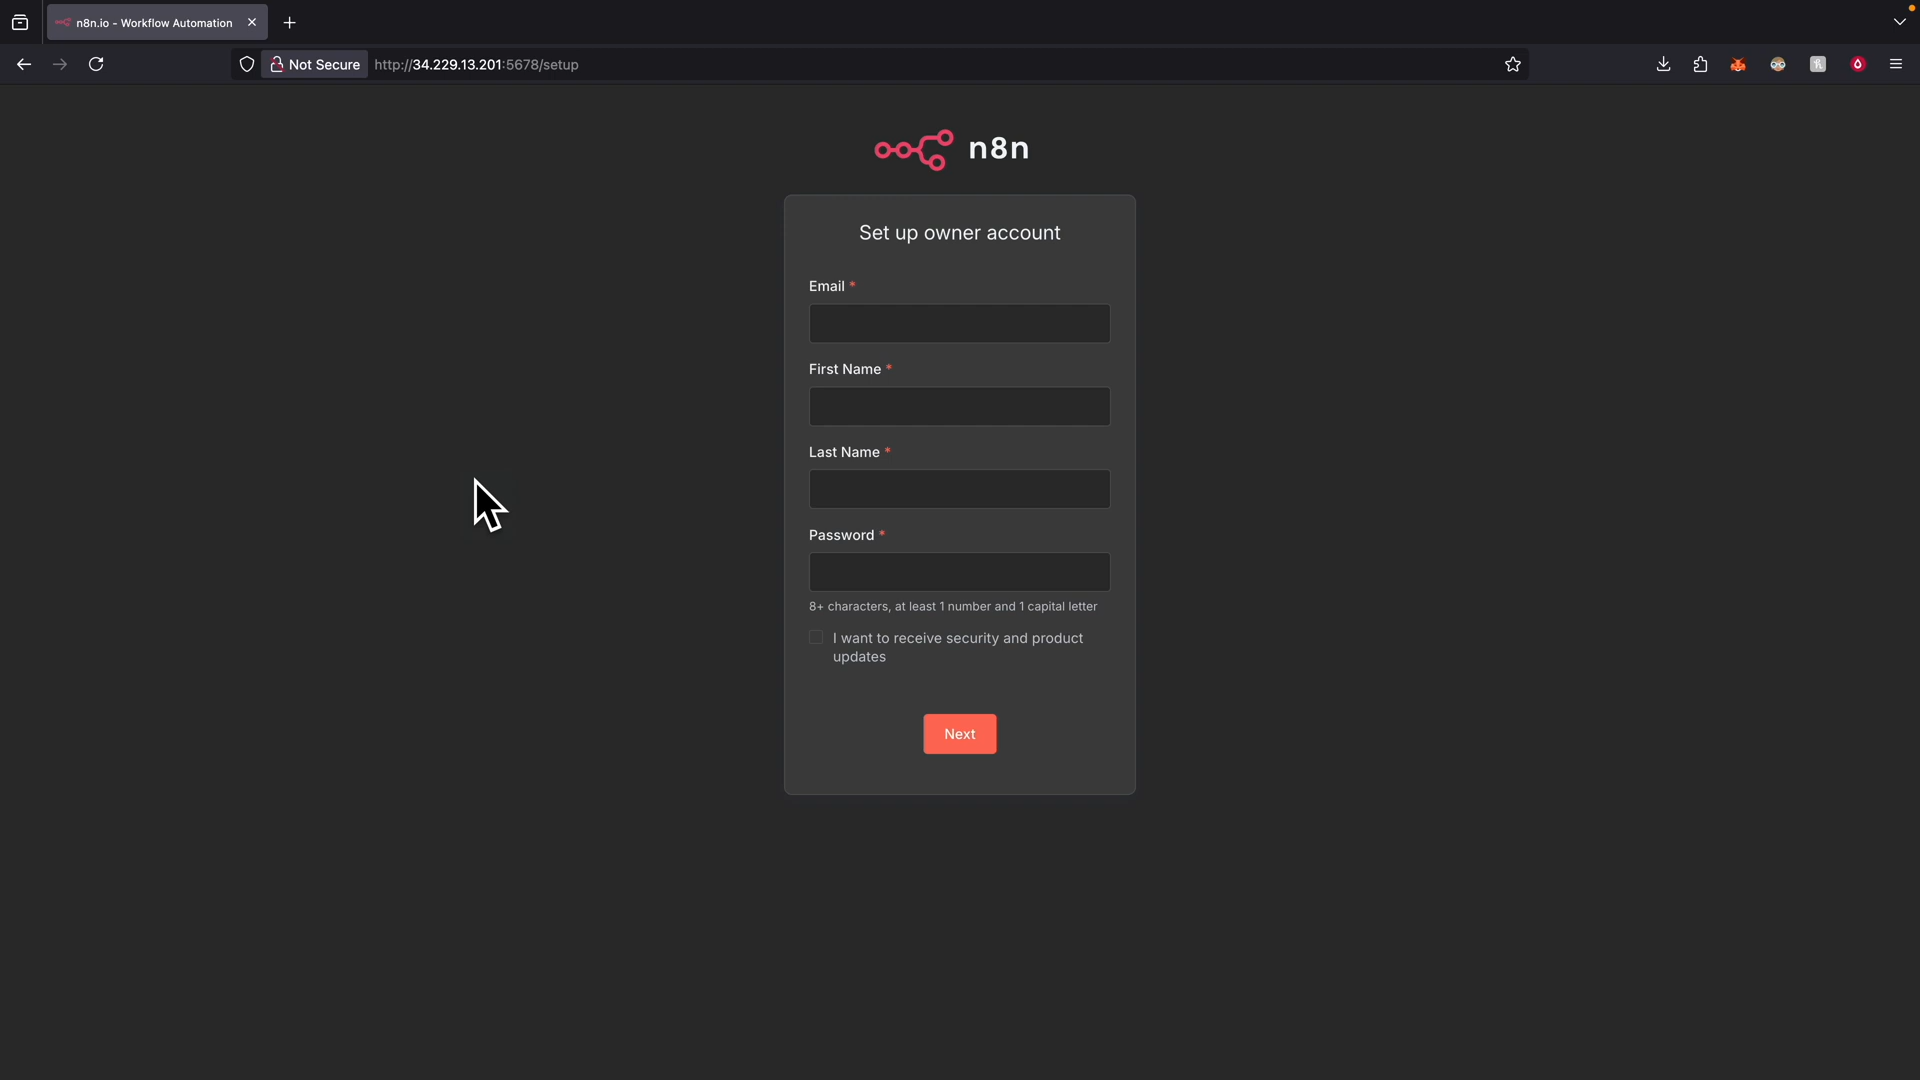 n8n.io - Workflow Automation
Not Secure
http://34.229.13.201:5678/setup
n8n
Set up owner account
Email *
First Name *
Last Name *
Password *
8+ characters, at least 1 number and 1 capital letter
I want to receive security and product
updates
Next